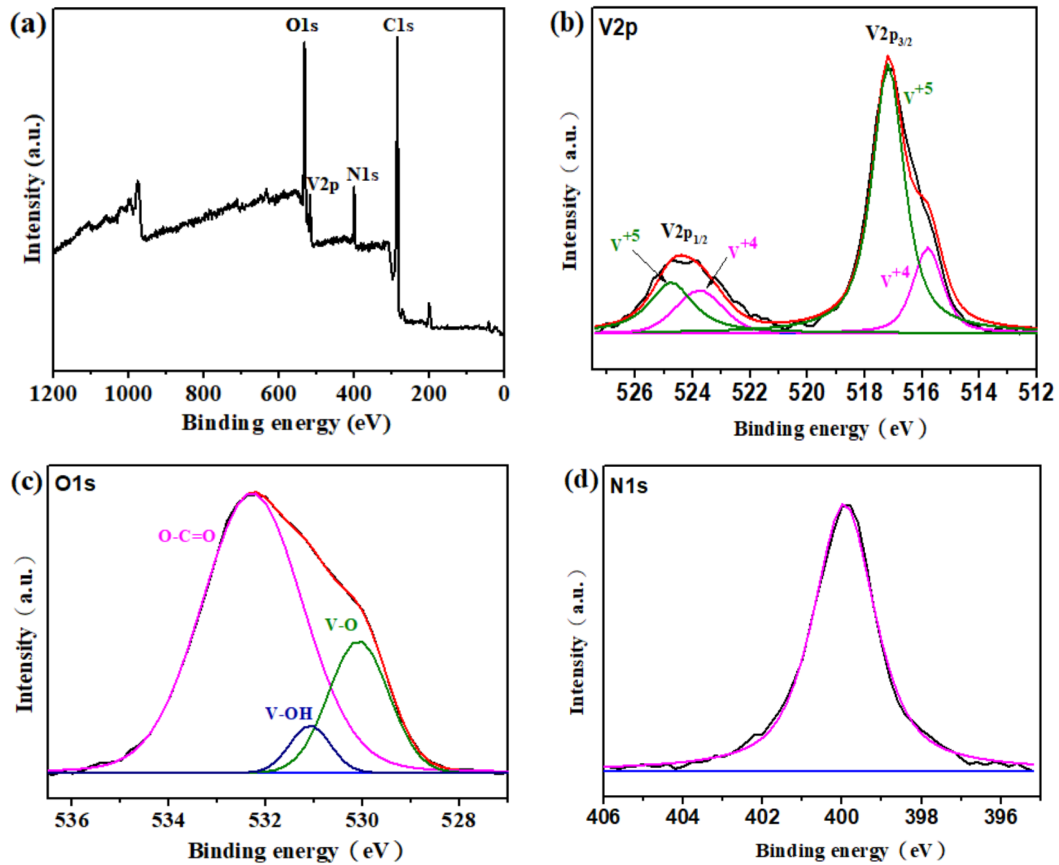 (a)
O1s
C1s
V2p
N1s
Intensity (a.u.)
1200 1000 800 600 400 200 0
Binding energy (eV)
(b)
V2p
V2p3/2
V+5
V2p1/2
V+5
V+4
V+4
Intensity（a.u.）
526 524 522 520 518 516 514 512
Binding energy（eV）
(c)
O1s
O-C=O
V-O
V-OH
Intensity（a.u.）
536 534 532 530 528
Binding energy（eV）
(d)
N1s
Intensity（a.u.）
406 404 402 400 398 396
Binding energy（eV）